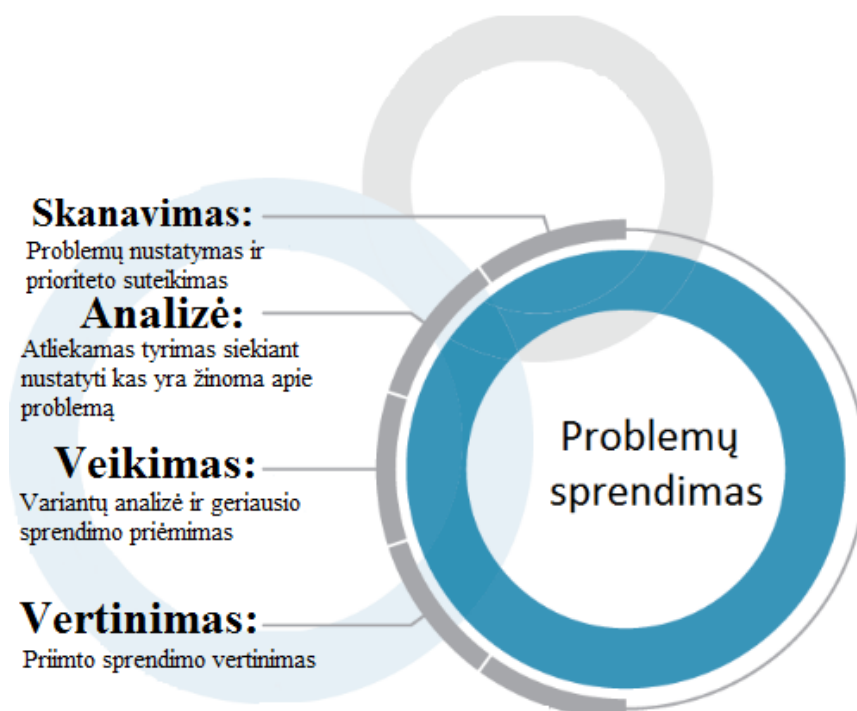 Skanavimas:
Problemų nustatymas ir
prioriteto suteikimas
Analizė:
Atliekamas tyrimas siekiant
nustatyti kas yra žinoma apie
problemą
Veikimas:
Variantų analizė ir geriausio
sprendimo priėmimas
Vertinimas:
Priimto sprendimo vertinimas
Problemų
sprendimas